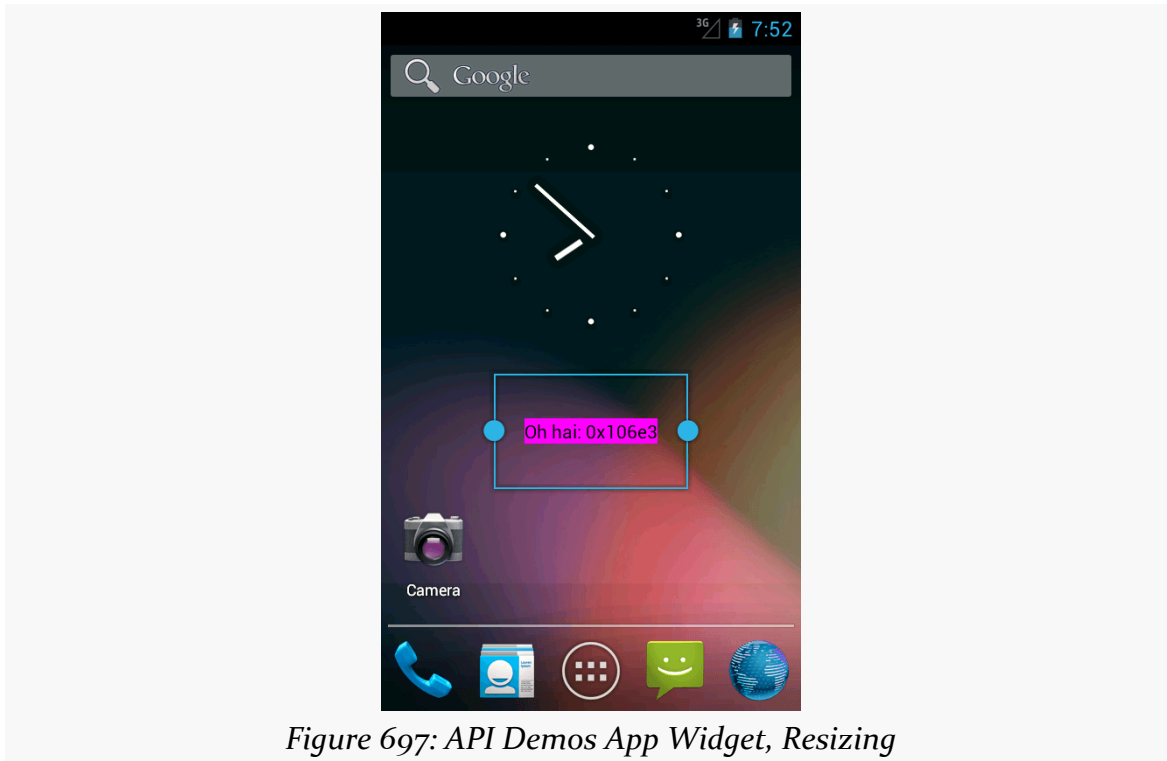 3G 7:52
Google
Oh hai: 0x106e3
Camera
Figure 697: API Demos App Widget, Resizing